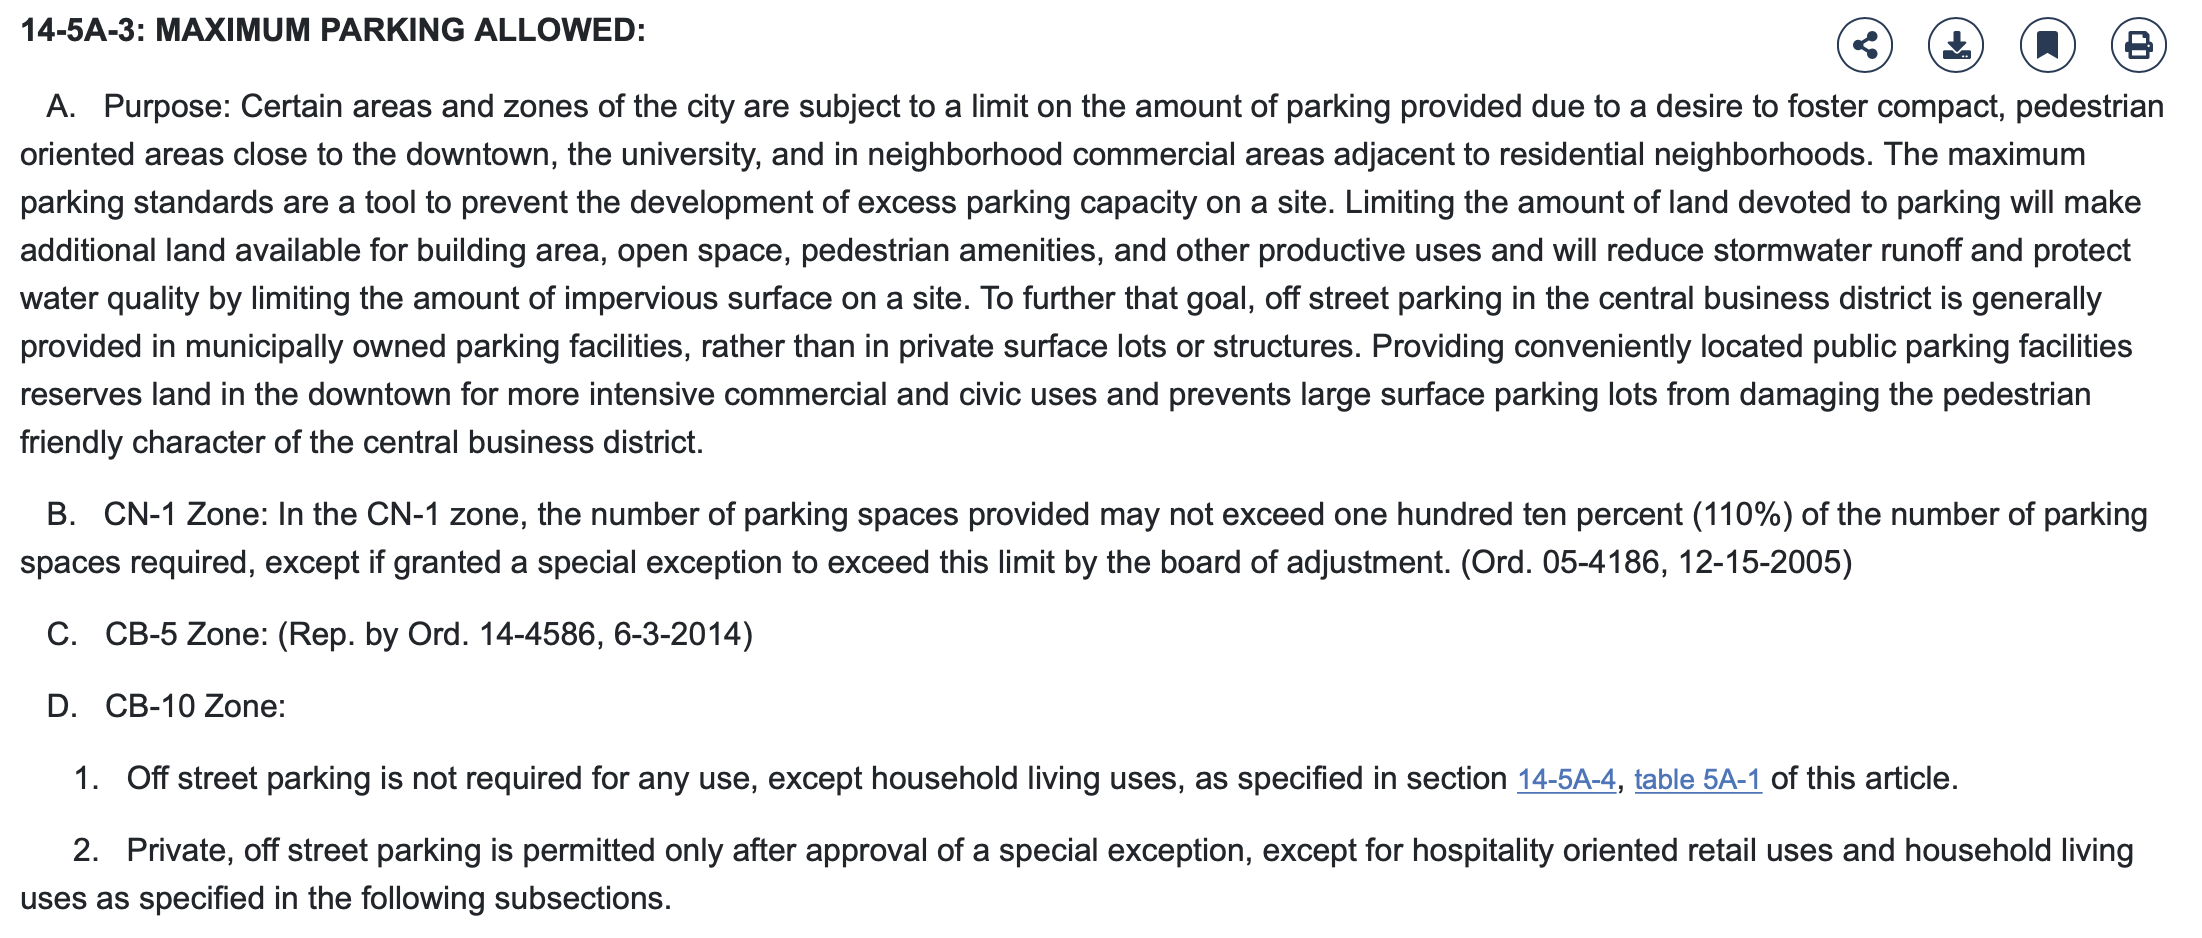 14-5A-3: MAXIMUM PARKING ALLOWED:
A. Purpose: Certain areas and zones of the city are subject to a limit on the amount of parking provided due to a desire to foster compact, pedestrian
oriented areas close to the downtown, the university, and in neighborhood commercial areas adjacent to residential neighborhoods. The maximum
parking standards are a tool to prevent the development of excess parking capacity on a site. Limiting the amount of land devoted to parking will make
additional land available for building area, open space, pedestrian amenities, and other productive uses and will reduce stormwater runoff and protect
water quality by limiting the amount of impervious surface on a site. To further that goal, off street parking in the central business district is generally
provided in municipally owned parking facilities, rather than in private surface lots or structures. Providing conveniently located public parking facilities
reserves land in the downtown for more intensive commercial and civic uses and prevents large surface parking lots from damaging the pedestrian
friendly character of the central business district.
B. CN-1 Zone: In the CN-1 zone, the number of parking spaces provided may not exceed one hundred ten percent (110%) of the number of parking
spaces required, except if granted a special exception to exceed this limit by the board of adjustment. (Ord. 05-4186, 12-15-2005)
C. CB-5 Zone: (Rep. by Ord. 14-4586, 6-3-2014)
D. CB-10 Zone:
1. Off street parking is not required for any use, except household living uses, as specified in section 14-5A-4, table 5A-1 of this article.
2. Private, off street parking is permitted only after approval of a special exception, except for hospitality oriented retail uses and household living
uses as specified in the following subsections.